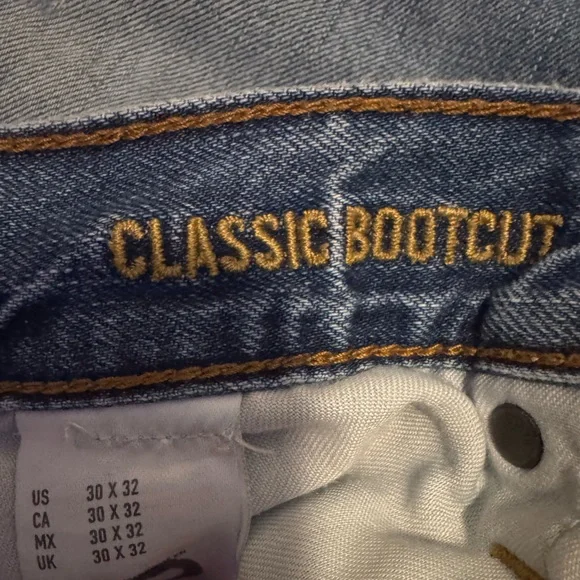 CLASSIC BOOTCUT
US 30 X 32
CA 30 X 32
MX 30 X 32
UK 30 X 32